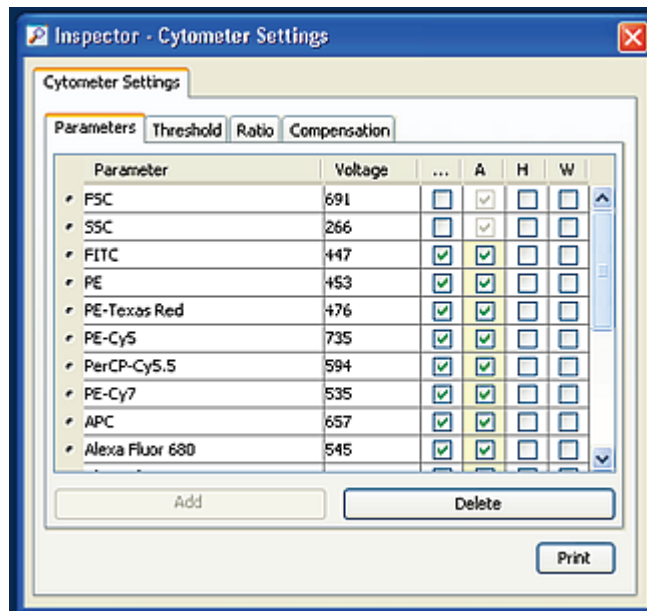 Inspector - Cytometer Settings
Cytometer Settings
Parameters Threshold Ratio Compensation
Parameter Voltage ... A H W
FSC 691
SSC 266
FITC 447
PE 453
PE-Texas Red 476
PE-Cy5 735
PerCP-Cy5.5 594
PE-Cy7 535
APC 657
Alexa Fluor 680 545
Add Delete
Print